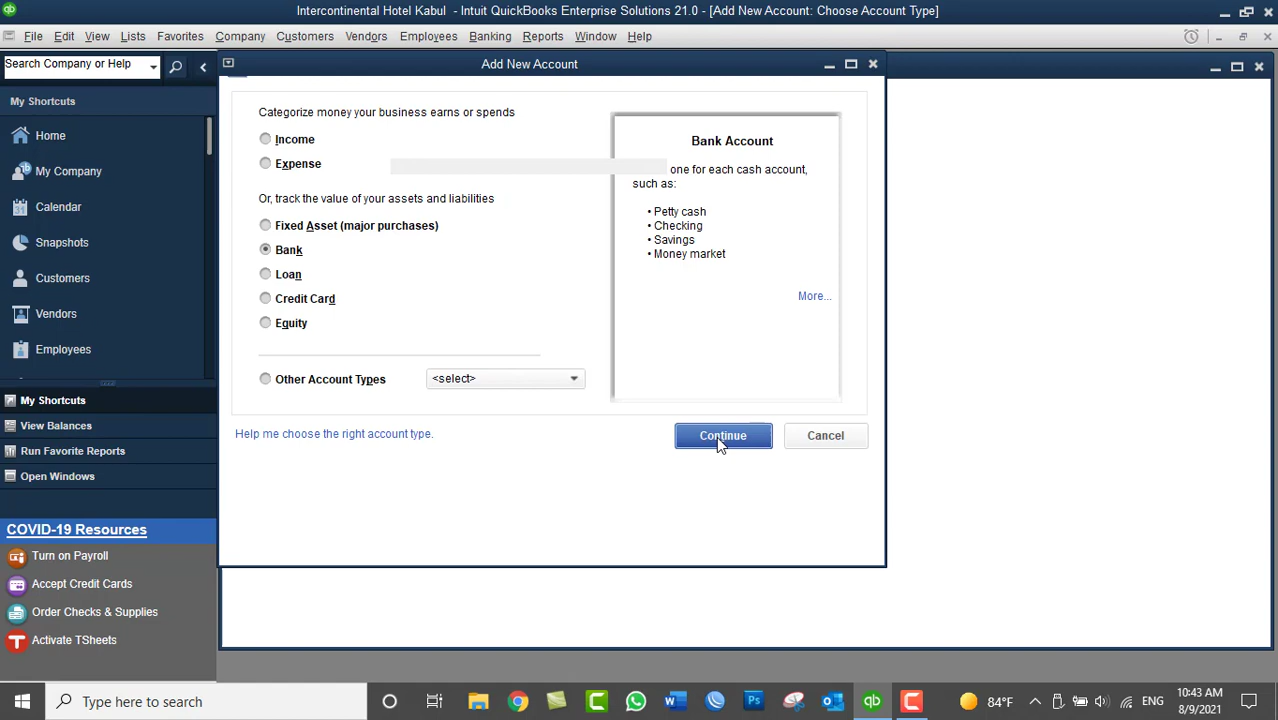 Intercontinental Hotel Kabul - Intuit QuickBooks Enterprise Solutions 21.0 - [Add New Account: Choose Account Type]
File Edit View Lists Favorites Company Customers Vendors Employees Banking Reports Window Help
Search Company or Help
My Shortcuts
Home
My Company
Calendar
Snapshots
Customers
Vendors
Employees
My Shortcuts
View Balances
Run Favorite Reports
Open Windows
COVID-19 Resources
Turn on Payroll
Accept Credit Cards
Order Checks & Supplies
Activate TSheets
Add New Account
Categorize money your business earns or spends
Income
Expense
Or, track the value of your assets and liabilities
Fixed Asset (major purchases)
Bank
Loan
Credit Card
Equity
Other Account Types <select>
Bank Account
one for each cash account,
such as:
• Petty cash
• Checking
• Savings
• Money market
More...
Help me choose the right account type.
Continue Cancel
Type here to search
84°F ENG
10:43 AM
8/9/2021